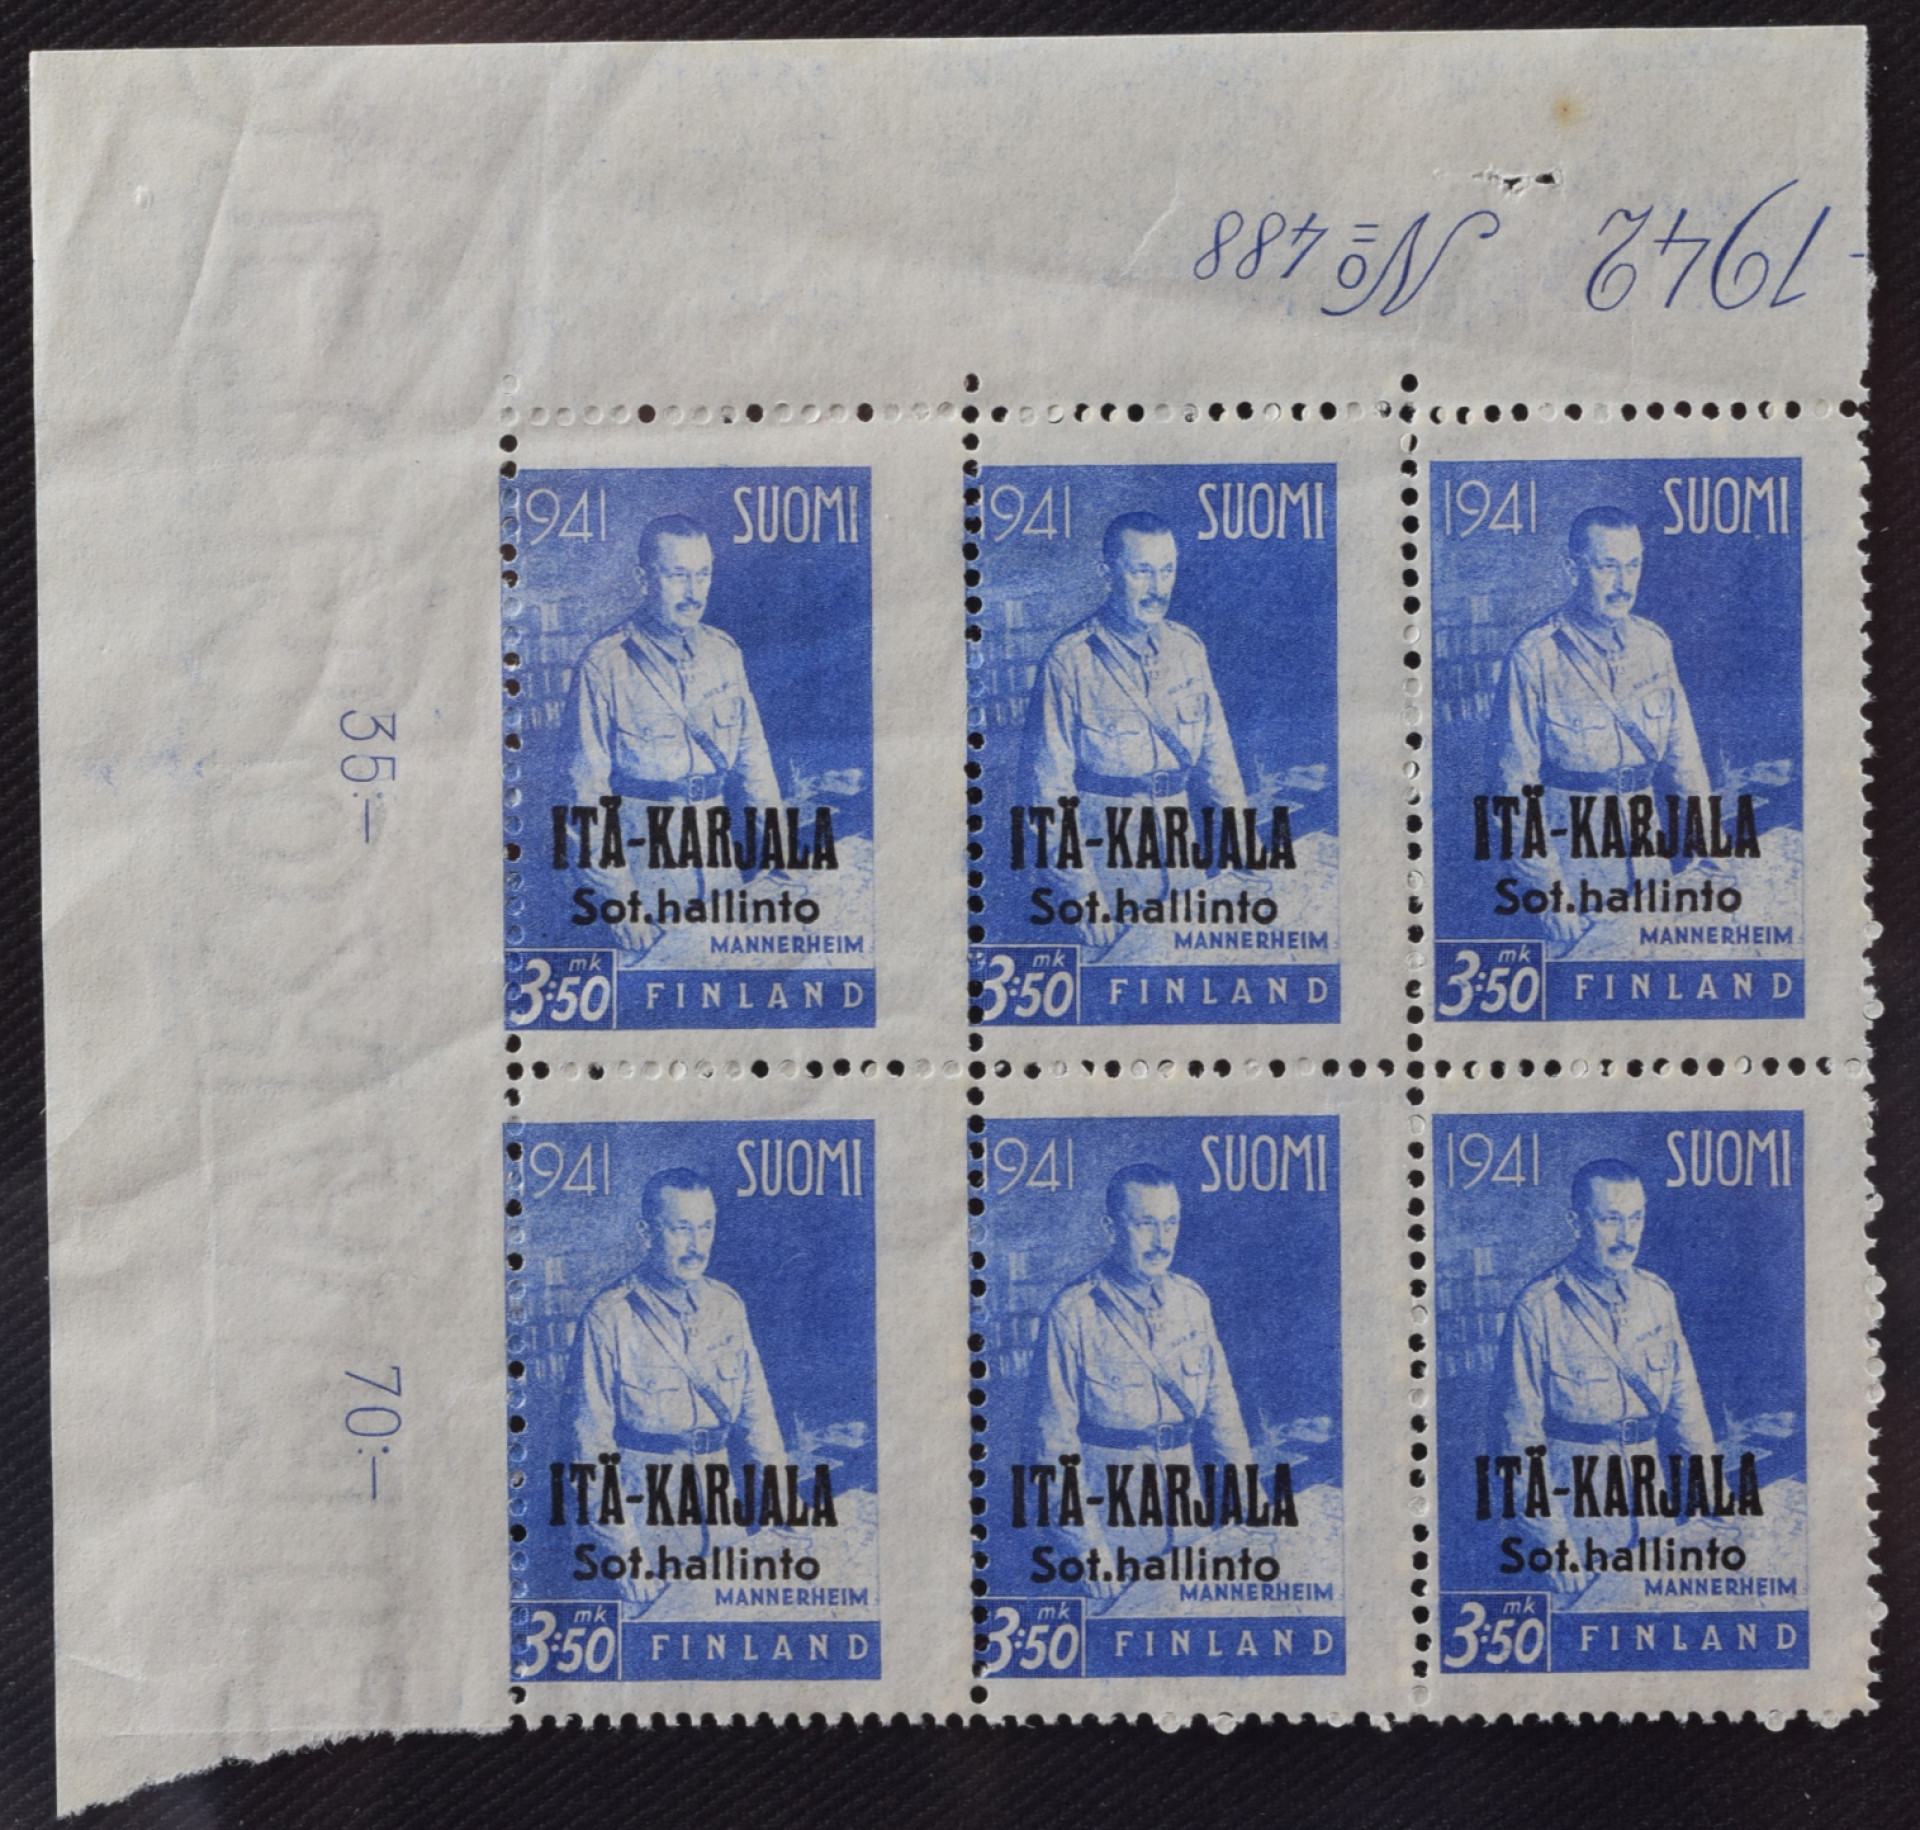 - 1942 No 488
35:-
70:-
1941 SUOMI
ITÄ-KARJALA
Sot.hallinto
MANNERHEIM
3:50 mk FINLAND
1941 SUOMI
ITÄ-KARJALA
Sot.hallinto
MANNERHEIM
3:50 mk FINLAND
1941 SUOMI
ITÄ-KARJALA
Sot.hallinto
MANNERHEIM
3:50 mk FINLAND
1941 SUOMI
ITÄ-KARJALA
Sot.hallinto
MANNERHEIM
3:50 mk FINLAND
1941 SUOMI
ITÄ-KARJALA
Sot.hallinto
MANNERHEIM
3:50 mk FINLAND
1941 SUOMI
ITÄ-KARJALA
Sot.hallinto
MANNERHEIM
3:50 mk FINLAND